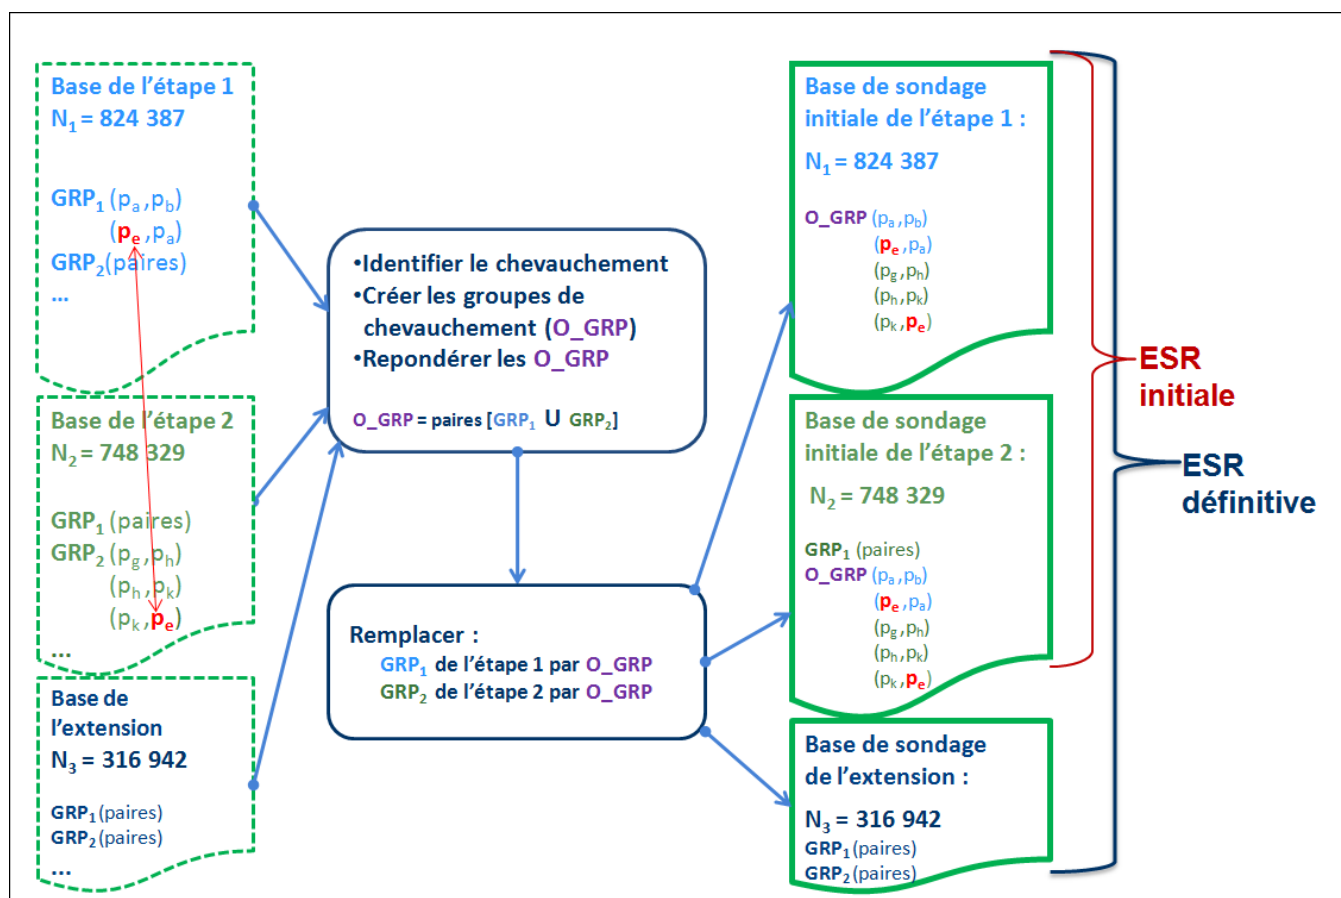 Base de l’étape 1
N1 = 824 387
GRP1 (pa,pb)
(pe,pa)
GRP2(paires)
...
Base de l’étape 2
N2 = 748 329
GRP1 (paires)
GRP2 (pg,ph)
(ph,pk)
(pk,pe)
...
Base de
l’extension
N3 = 316 942
GRP1(paires)
GRP2(paires)
...
•Identifier le chevauchement
•Créer les groupes de
chevauchement (O_GRP)
•Repondérer les O_GRP
O_GRP = paires [GRP1 U GRP2]
Remplacer :
GRP1 de l’étape 1 par O_GRP
GRP2 de l’étape 2 par O_GRP
Base de sondage
initiale de l’étape 1 :
N1 = 824 387
O_GRP (pa,pb)
(pe,pa)
(pg,ph)
(ph,pk)
(pk,pe)
Base de sondage
initiale de l’étape 2 :
N2 = 748 329
GRP1 (paires)
O_GRP (pa,pb)
(pe,pa)
(pg,ph)
(ph,pk)
(pk,pe)
Base de sondage
de l’extension :
N3 = 316 942
GRP1(paires)
GRP2(paires)
ESR
initiale
ESR
définitive